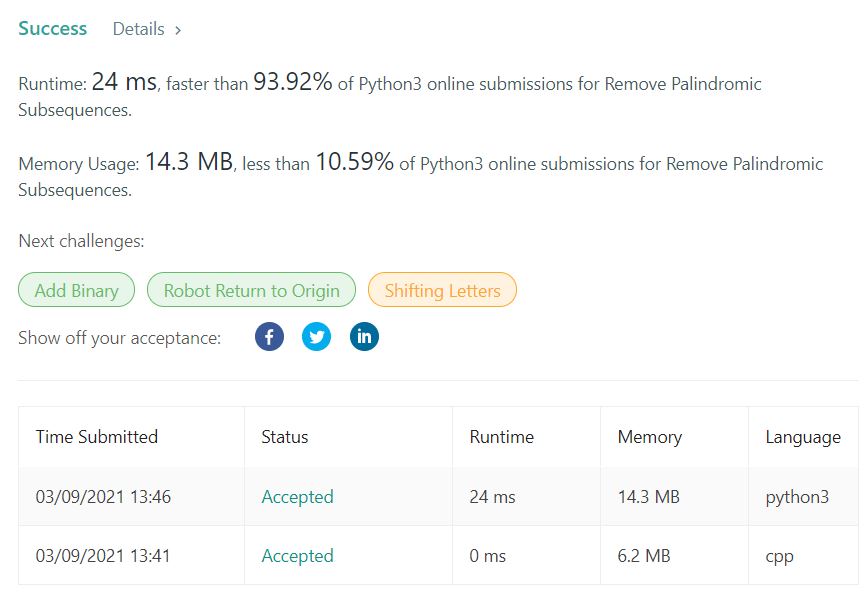 Success Details >
Runtime: 24 ms, faster than 93.92% of Python3 online submissions for Remove Palindromic
Subsequences.
Memory Usage: 14.3 MB, less than 10.59% of Python3 online submissions for Remove Palindromic
Subsequences.
Next challenges:
Add Binary Robot Return to Origin Shifting Letters
Show off your acceptance: f in
Time Submitted Status Runtime Memory Language
03/09/2021 13:46 Accepted 24 ms 14.3 MB python3
03/09/2021 13:41 Accepted 0 ms 6.2 MB cpp